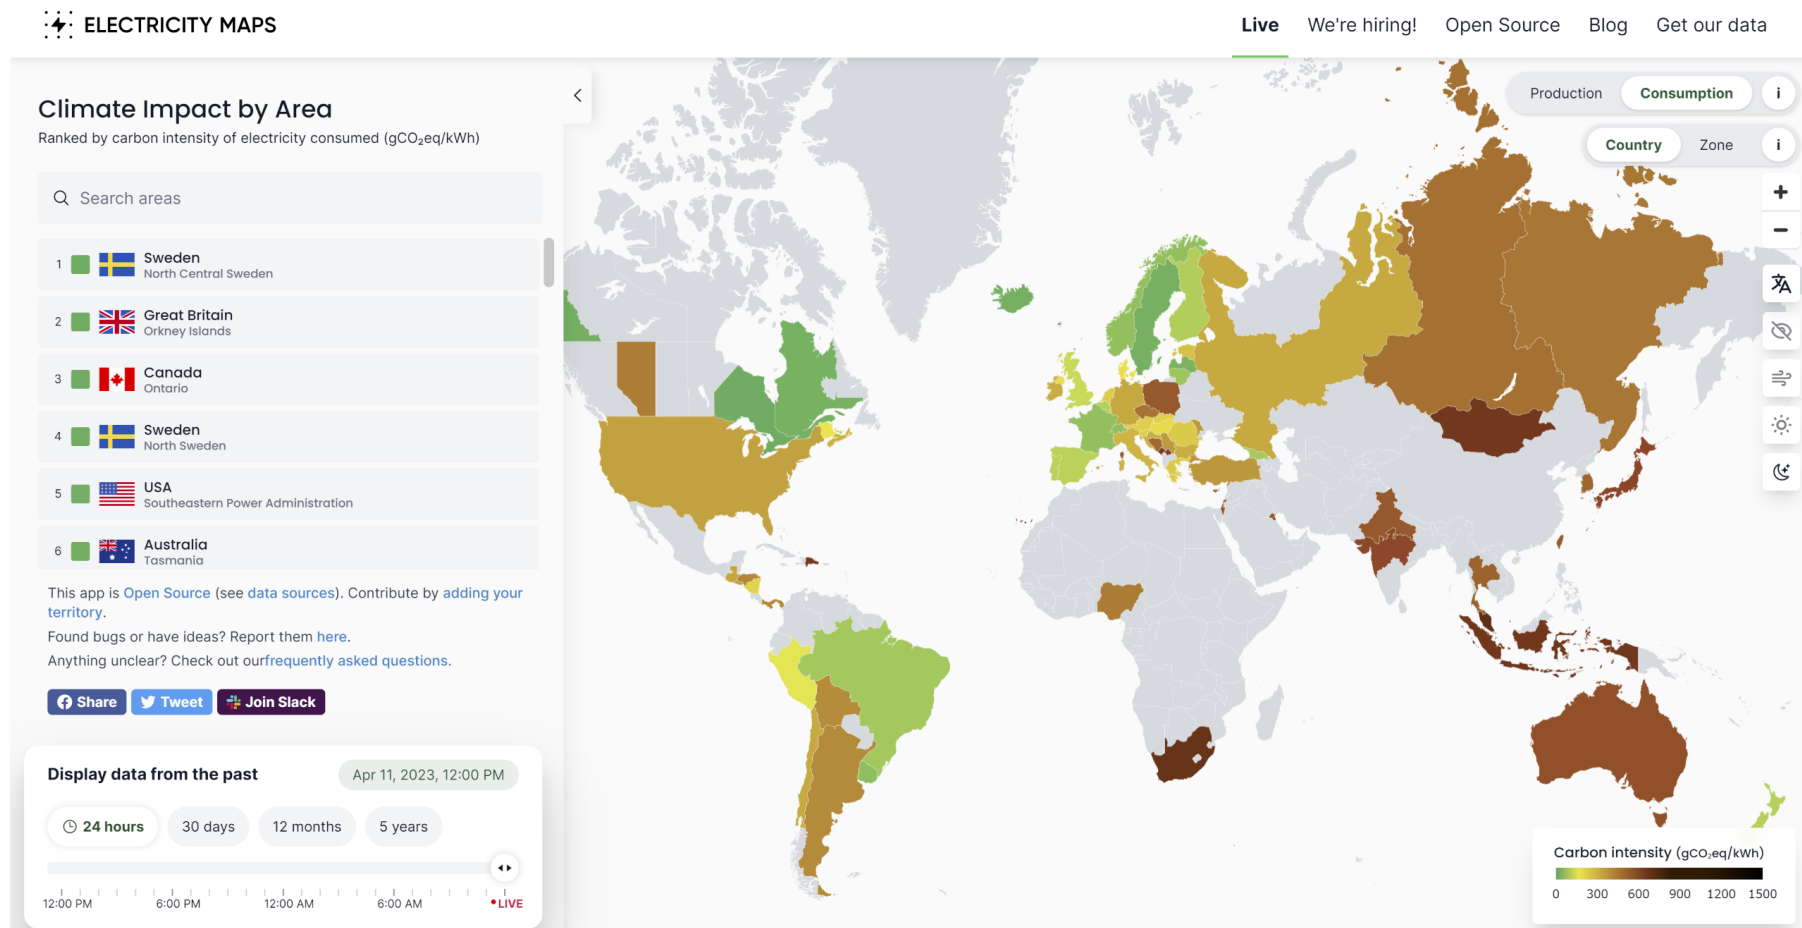 ELECTRICITY MAPS
Live
We're hiring!
Open Source
Blog
Get our data
Climate Impact by Area
Ranked by carbon intensity of electricity consumed (gCO₂eq/kWh)
Search areas
1
Sweden
North Central Sweden
2
Great Britain
Orkney Islands
3
Canada
Ontario
4
Sweden
North Sweden
5
USA
Southeastern Power Administration
6
Australia
Tasmania
This app is Open Source (see data sources). Contribute by adding your
territory.
Found bugs or have ideas? Report them here.
Anything unclear? Check out ourfrequently asked questions.
Share
Tweet
Join Slack
Display data from the past
Apr 11, 2023, 12:00 PM
24 hours
30 days
12 months
5 years
12:00 PM
6:00 PM
12:00 AM
6:00 AM
LIVE
Production
Consumption
i
Country
Zone
i
Carbon intensity (gCO₂eq/kWh)
0 300 600 900 1200 1500